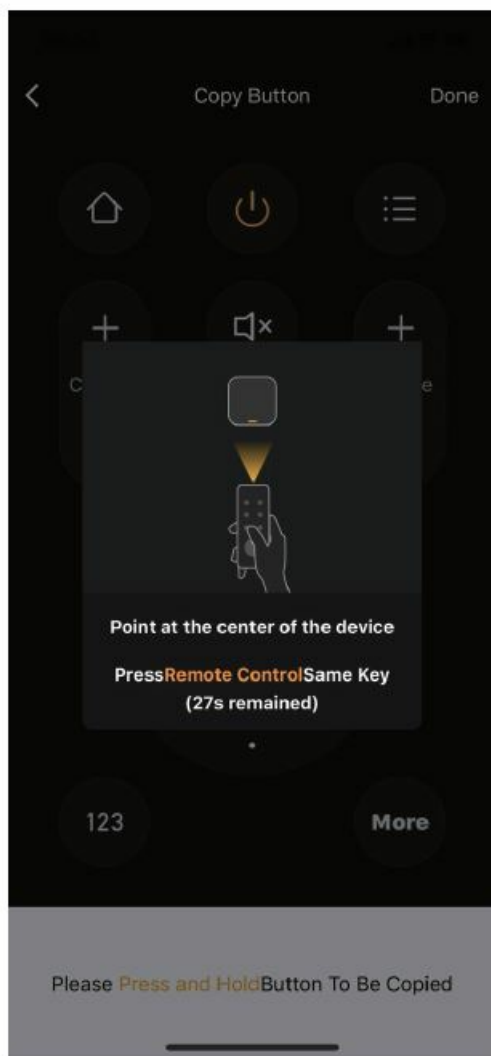 Copy Button
Done
C
e
Point at the center of the device
PressRemote ControlSame Key
(27s remained)
123
More
Please Press and HoldButton To Be Copied